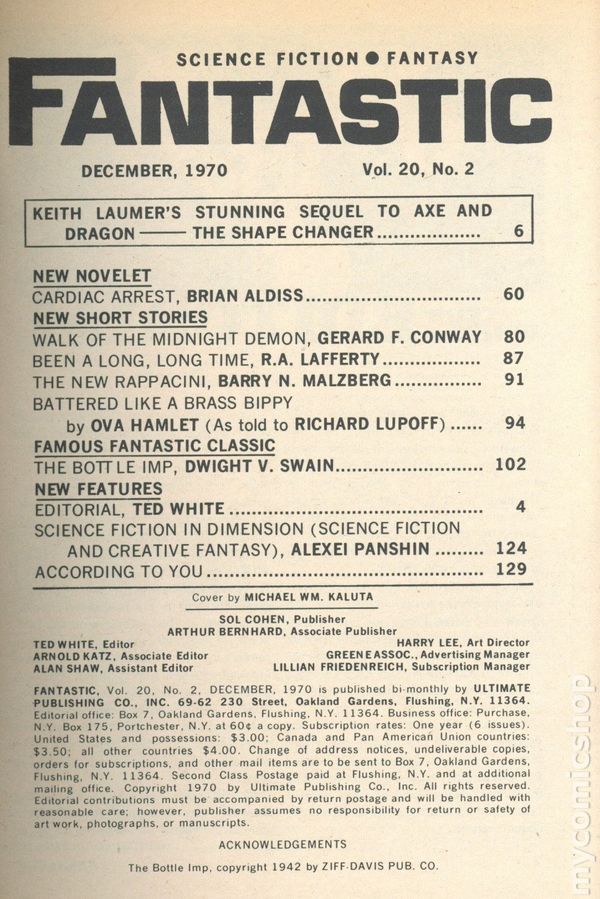 SCIENCE FICTION ● FANTASY
FANTASTIC
DECEMBER, 1970 Vol. 20, No. 2
KEITH LAUMER'S STUNNING SEQUEL TO AXE AND
DRAGON —— THE SHAPE CHANGER................... 6
NEW NOVELET
CARDIAC ARREST, BRIAN ALDISS................................ 60
NEW SHORT STORIES
WALK OF THE MIDNIGHT DEMON, GERARD F. CONWAY 80
BEEN A LONG, LONG TIME, R.A. LAFFERTY.................. 87
THE NEW RAPPACINI, BARRY N. MALZBERG................ 91
BATTERED LIKE A BRASS BIPPY
by OVA HAMLET (As told to RICHARD LUPOFF)...... 94
FAMOUS FANTASTIC CLASSIC
THE BOTTLE IMP, DWIGHT V. SWAIN........................... 102
NEW FEATURES
EDITORIAL, TED WHITE .............................................. 4
SCIENCE FICTION IN DIMENSION (SCIENCE FICTION
AND CREATIVE FANTASY), ALEXEI PANSHIN ......... 124
ACCORDING TO YOU.................................................. 129
Cover by MICHAEL WM. KALUTA
SOL COHEN, Publisher
ARTHUR BERNHARD, Associate Publisher
TED WHITE, Editor HARRY LEE, Art Director
ARNOLD KATZ, Associate Editor GREENE ASSOC., Advertising Manager
ALAN SHAW, Assistant Editor LILLIAN FRIEDENREICH, Subscription Manager
FANTASTIC, Vol. 20, No. 2, DECEMBER, 1970 is published bi-monthly by ULTIMATE
PUBLISHING CO., INC. 69-62 230 Street, Oakland Gardens, Flushing, N.Y. 11364.
Editorial office: Box 7, Oakland Gardens, Flushing, N.Y. 11364. Business office: Purchase,
N.Y. Box 175, Portchester, N.Y. at 60¢ a copy. Subscription rates: One year (6 issues).
United States and possessions: $3.00; Canada and Pan American Union countries:
$3.50; all other countries $4.00. Change of address notices, undeliverable copies,
orders for subscriptions, and other mail items are to be sent to Box 7, Oakland Gardens,
Flushing, N.Y. 11364. Second Class Postage paid at Flushing, N.Y. and at additional
mailing office. Copyright 1970 by Ultimate Publishing Co., Inc. All rights reserved.
Editorial contributions must be accompanied by return postage and will be handled with
reasonable care; however, publisher assumes no responsibility for return or safety of
art work, photographs, or manuscripts.
ACKNOWLEDGEMENTS
The Bottle Imp, copyright 1942 by ZIFF-DAVIS PUB. CO.
mycomicshop